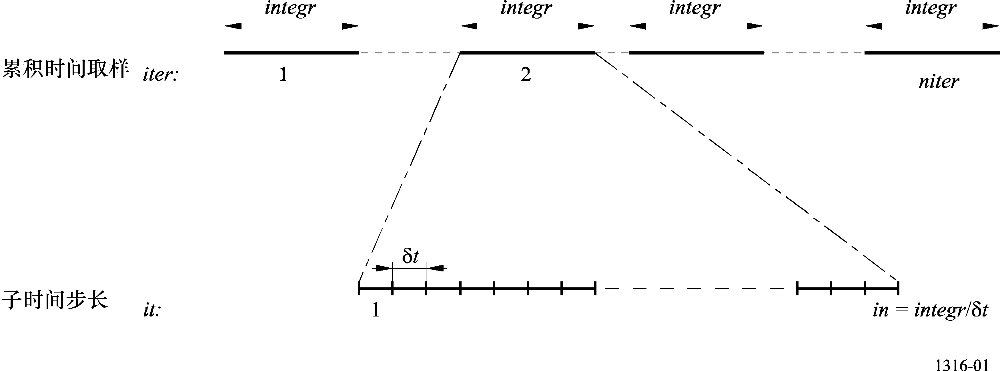 integr integr integr integr
累积时间取样 iter: 1 2 niter
δt
子时间步长 it: 1 in = integr/δt
1316-01